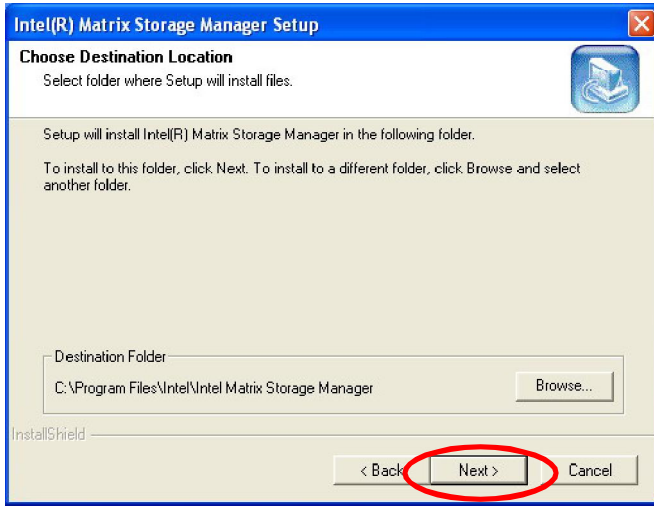 Intel(R) Matrix Storage Manager Setup
Choose Destination Location
Select folder where Setup will install files.
Setup will install Intel(R) Matrix Storage Manager in the following folder.
To install to this folder, click Next. To install to a different folder, click Browse and select
another folder.
Destination Folder
C:\Program Files\Intel\Intel Matrix Storage Manager
Browse...
InstallShield
< Back
Next >
Cancel